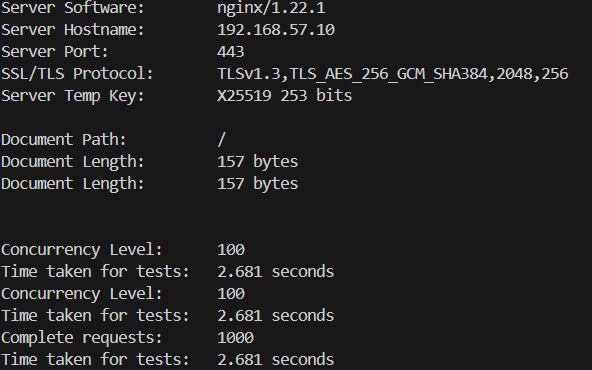 Server Software:        nginx/1.22.1
Server Hostname:        192.168.57.10
Server Port:            443
SSL/TLS Protocol:       TLSv1.3,TLS_AES_256_GCM_SHA384,2048,256
Server Temp Key:        X25519 253 bits
Document Path:          /
Document Length:        157 bytes
Document Length:        157 bytes
Concurrency Level:      100
Time taken for tests:   2.681 seconds
Concurrency Level:      100
Time taken for tests:   2.681 seconds
Complete requests:      1000
Time taken for tests:   2.681 seconds